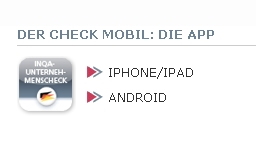 DER CHECK MOBIL: DIE APP
INQA-
UNTERNEH-
MENSCHECK
IPHONE/IPAD
ANDROID